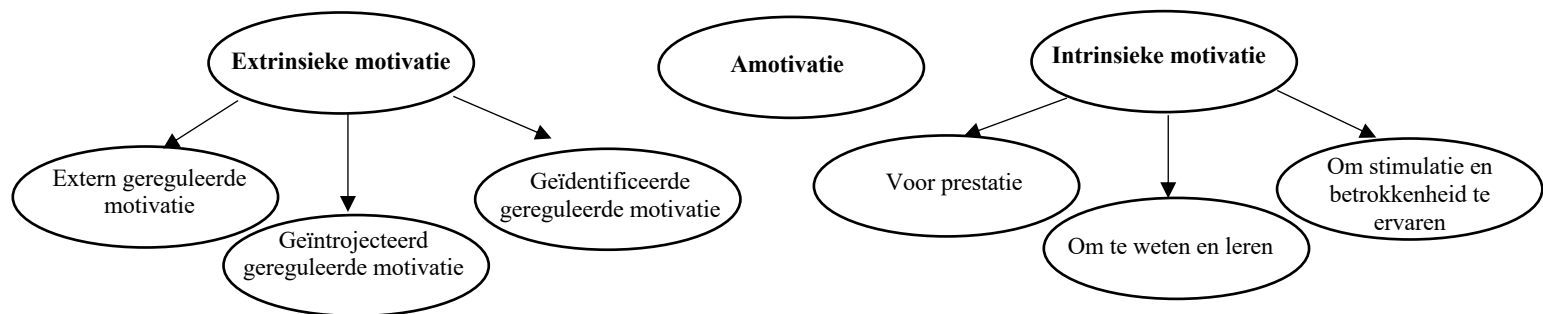 Extrinsieke motivatie
Amotivatie
Intrinsieke motivatie
Extern gereguleerde
motivatie
Geïntrojecteerd
gereguleerde motivatie
Geïdentificeerde
gereguleerde motivatie
Voor prestatie
Om te weten en leren
Om stimulatie en
betrokkenheid te
ervaren